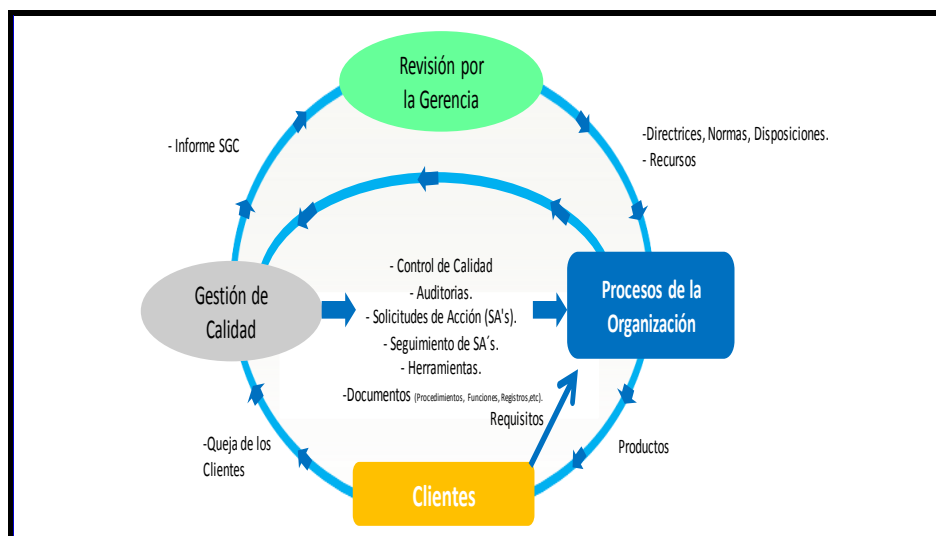 Revisión por
la Gerencia
- Informe SGC
-Directrices, Normas, Disposiciones.
- Recursos
Gestión de
Calidad
- Control de Calidad
- Auditorias.
- Solicitudes de Acción (SA's).
- Seguimiento de SA´s.
- Herramientas.
-Documentos (Procedimientos, Funciones, Registros,etc).
Procesos de la
Organización
Requisitos
-Queja de los
Clientes
Productos
Clientes